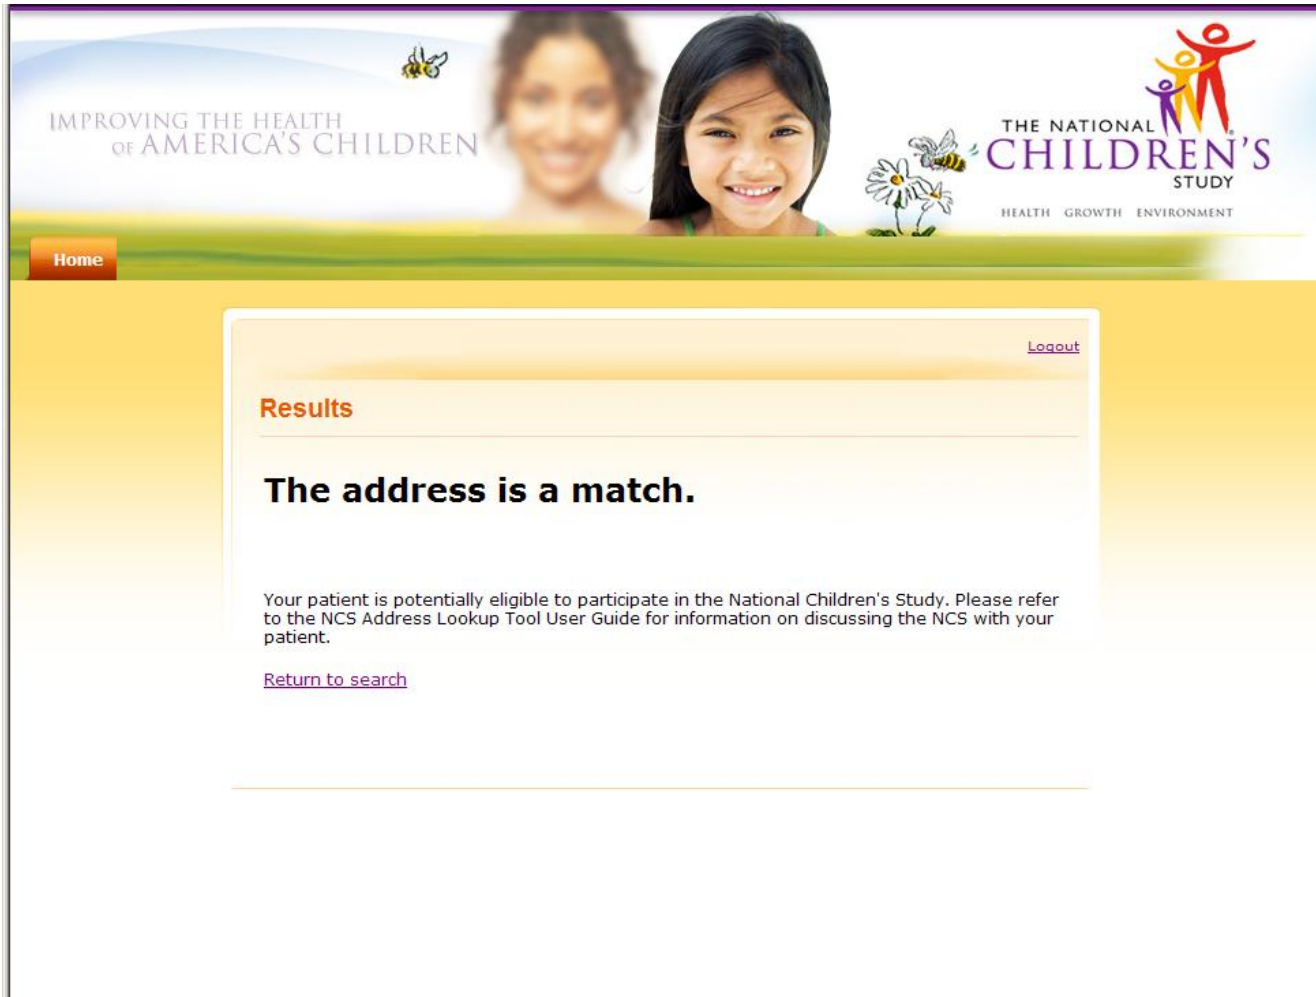 IMPROVING THE HEALTH
OF AMERICA'S CHILDREN
THE NATIONAL
CHILDREN'S
STUDY
HEALTH GROWTH ENVIRONMENT
Home
Logout
Results
The address is a match.
Your patient is potentially eligible to participate in the National Children's Study. Please refer
to the NCS Address Lookup Tool User Guide for information on discussing the NCS with your
patient.
Return to search